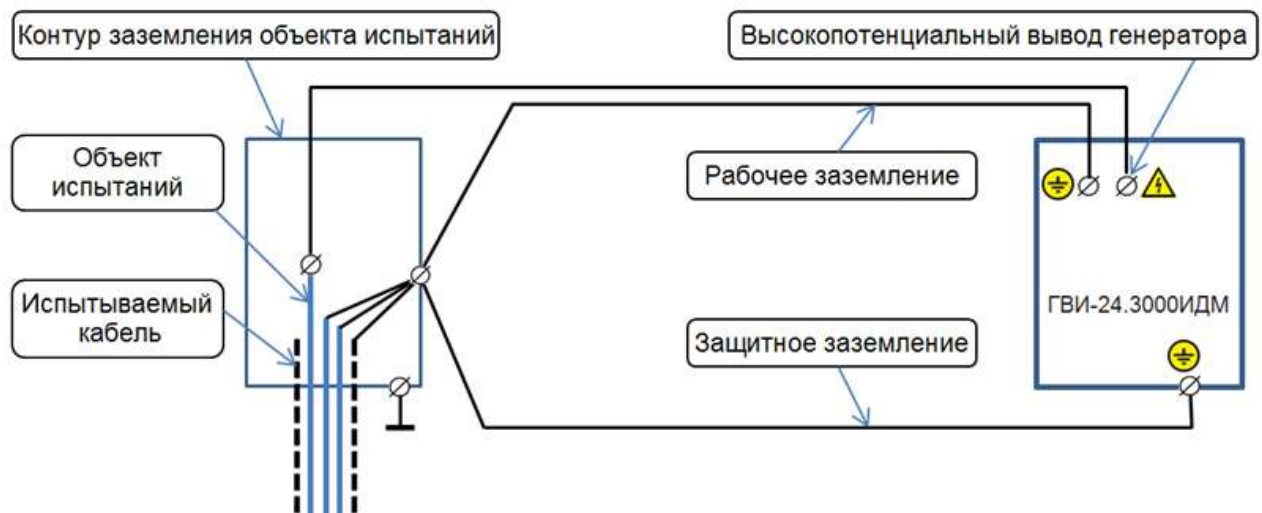 Контур заземления объекта испытаний
Высокопотенциальный вывод генератора
Объект
испытаний
Рабочее заземление
Испытываемый
кабель
ГВИ-24.3000ИДМ
Защитное заземление